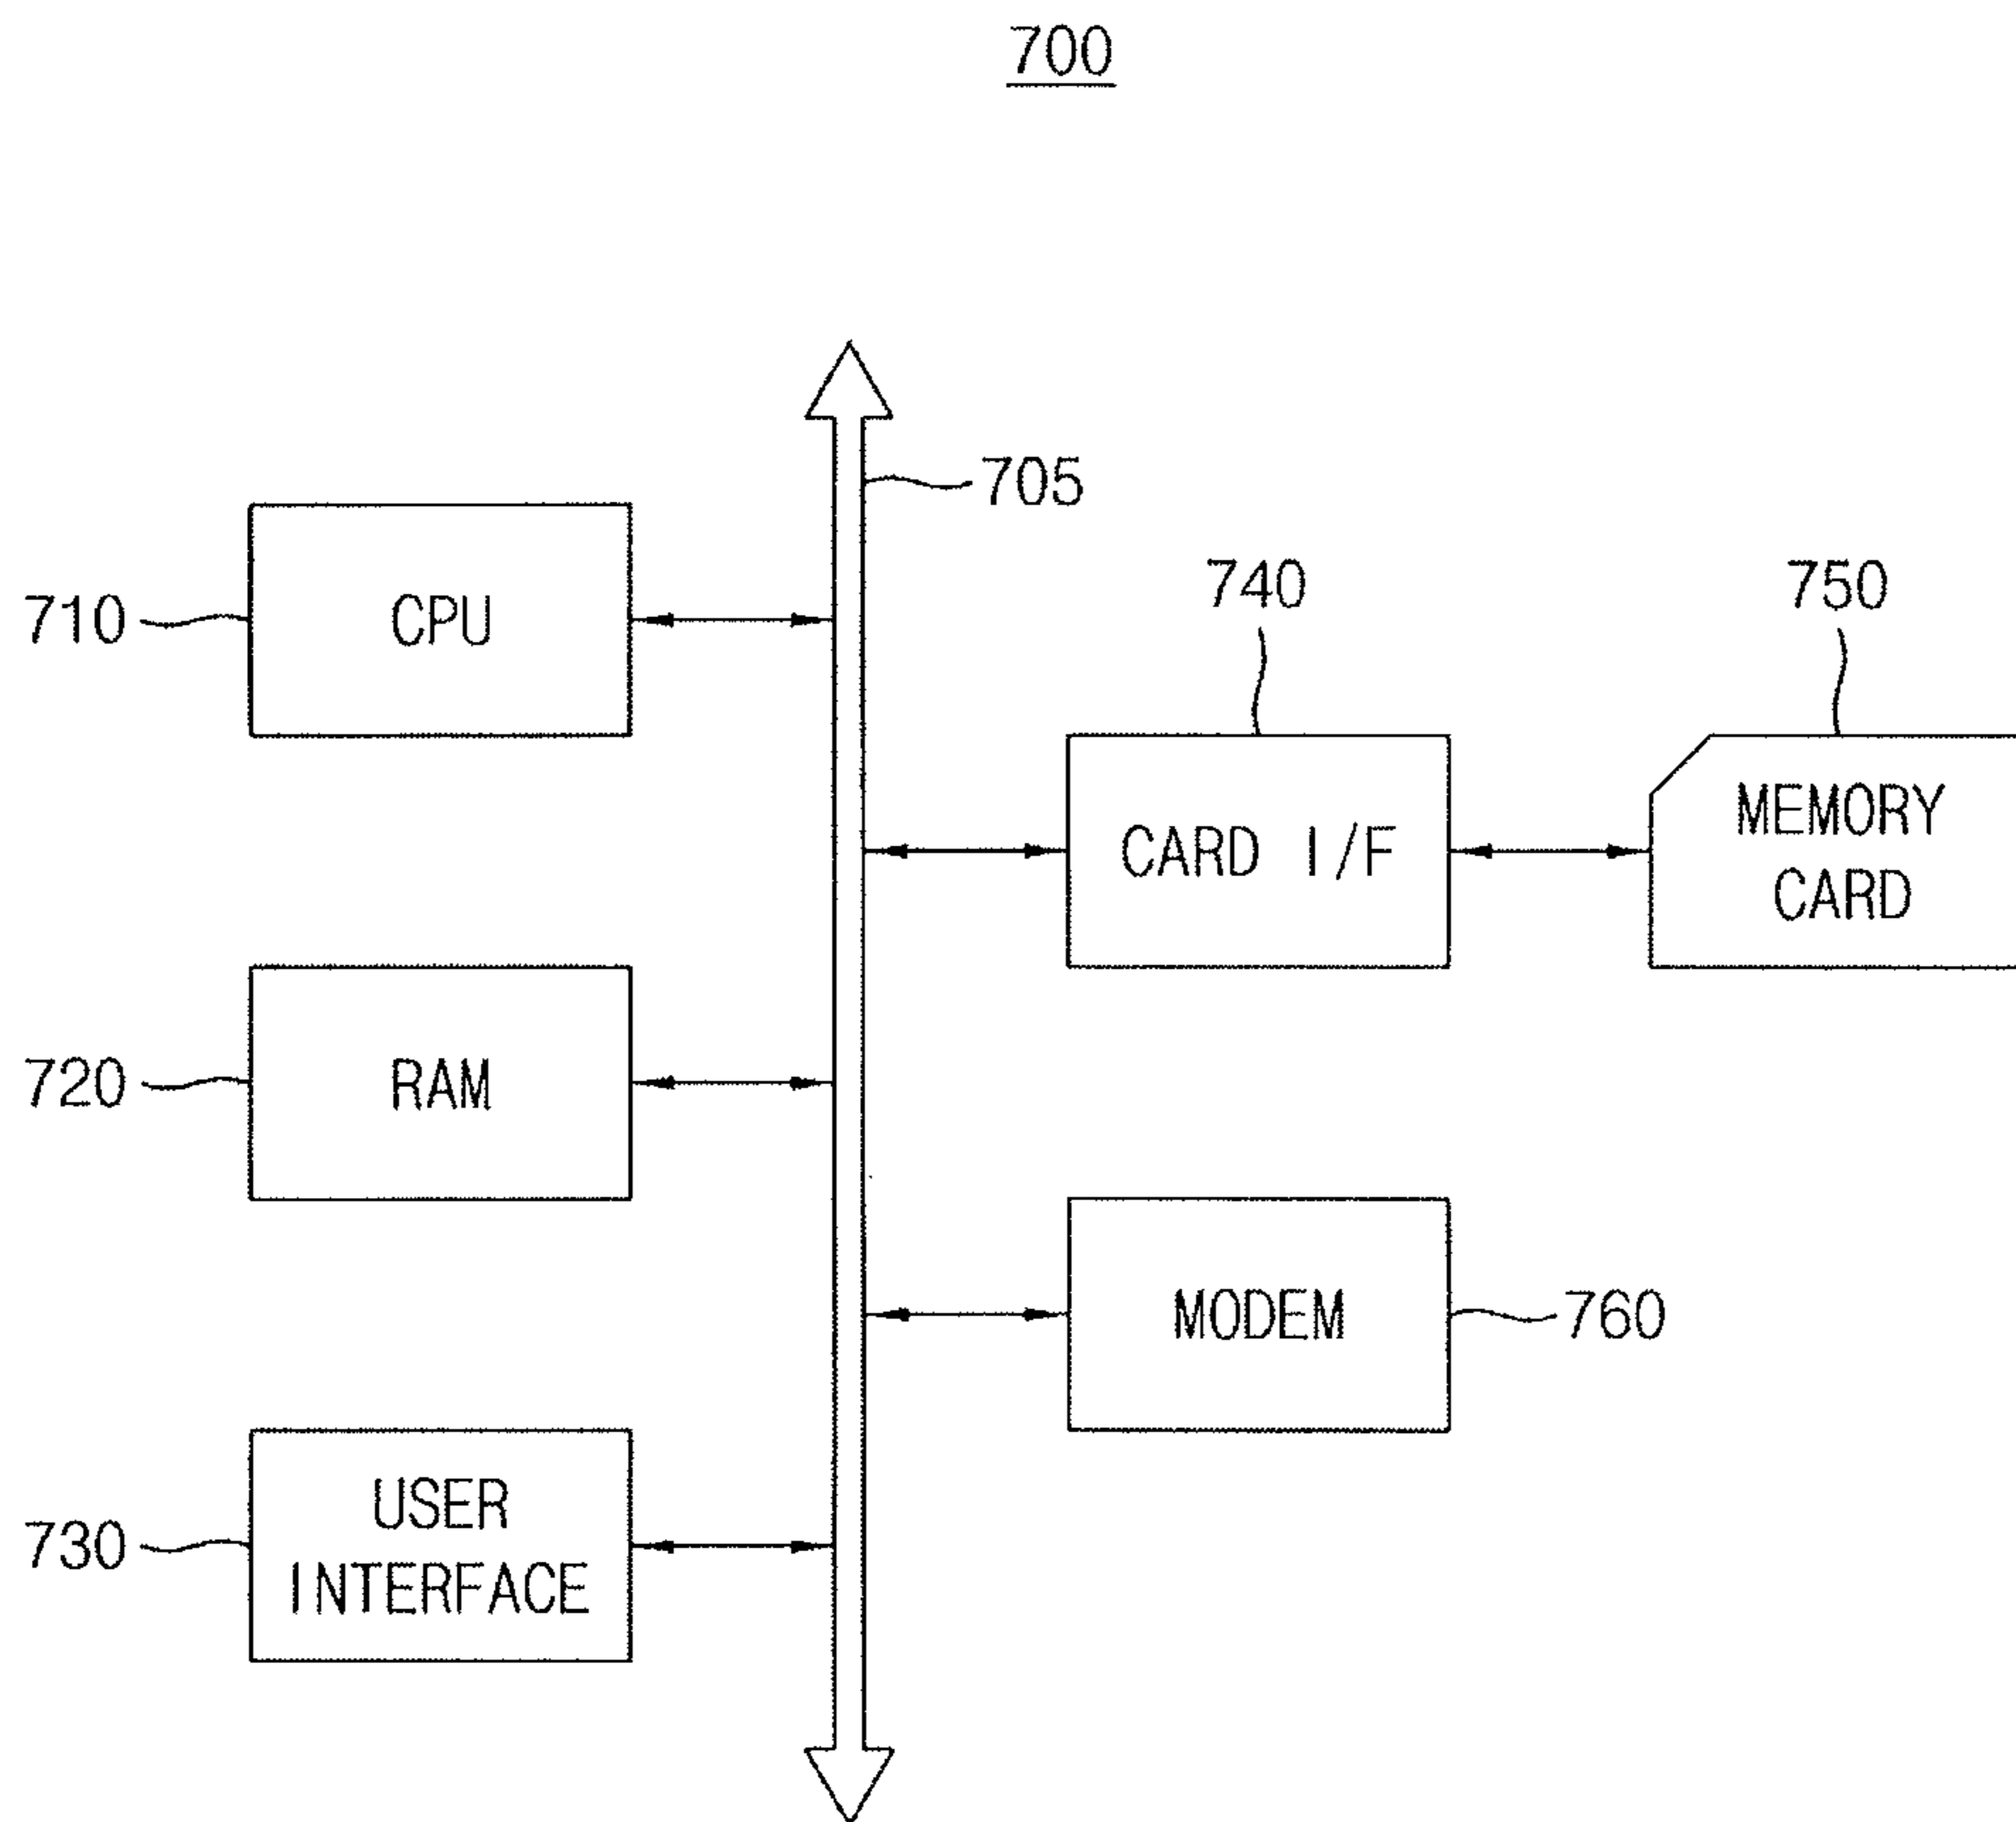 700
705
710
CPU
740
750
CARD I/F
MEMORY
CARD
720
RAM
MODEM
760
730
USER
INTERFACE